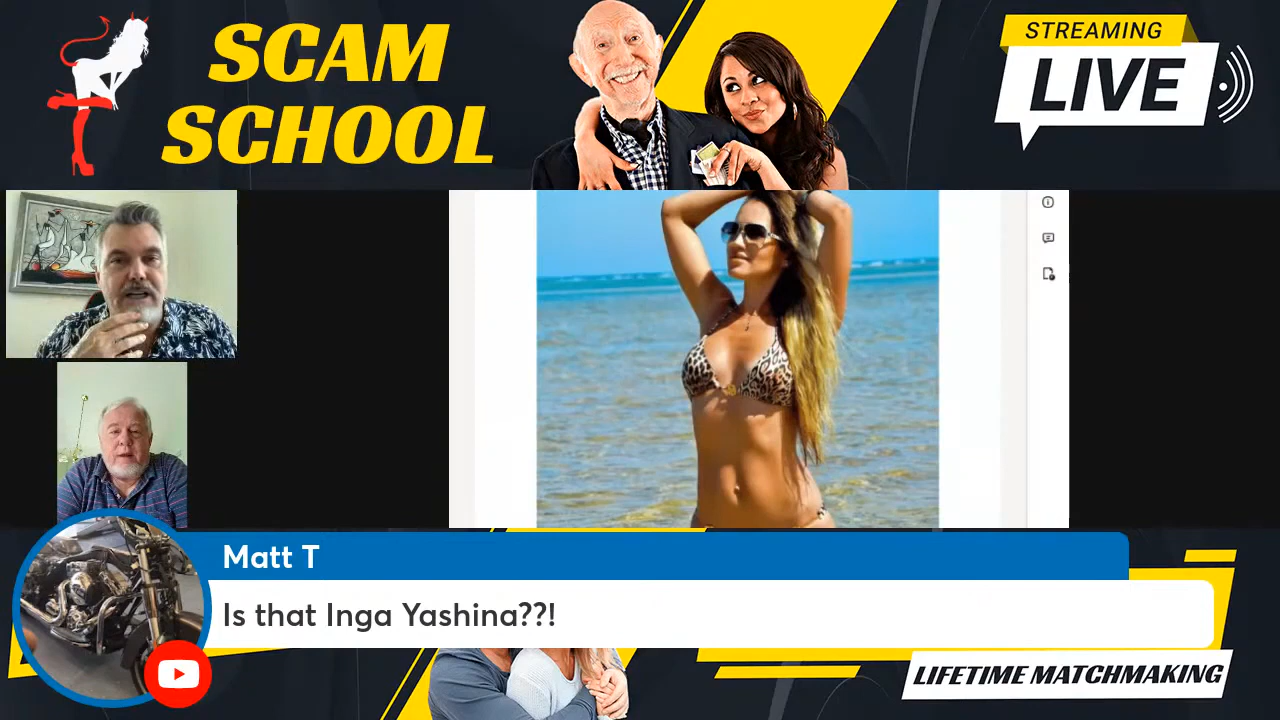 SCAM
SCHOOL
STREAMING
LIVE
Matt T
Is that Inga Yashina??!
LIFETIME MATCHMAKING